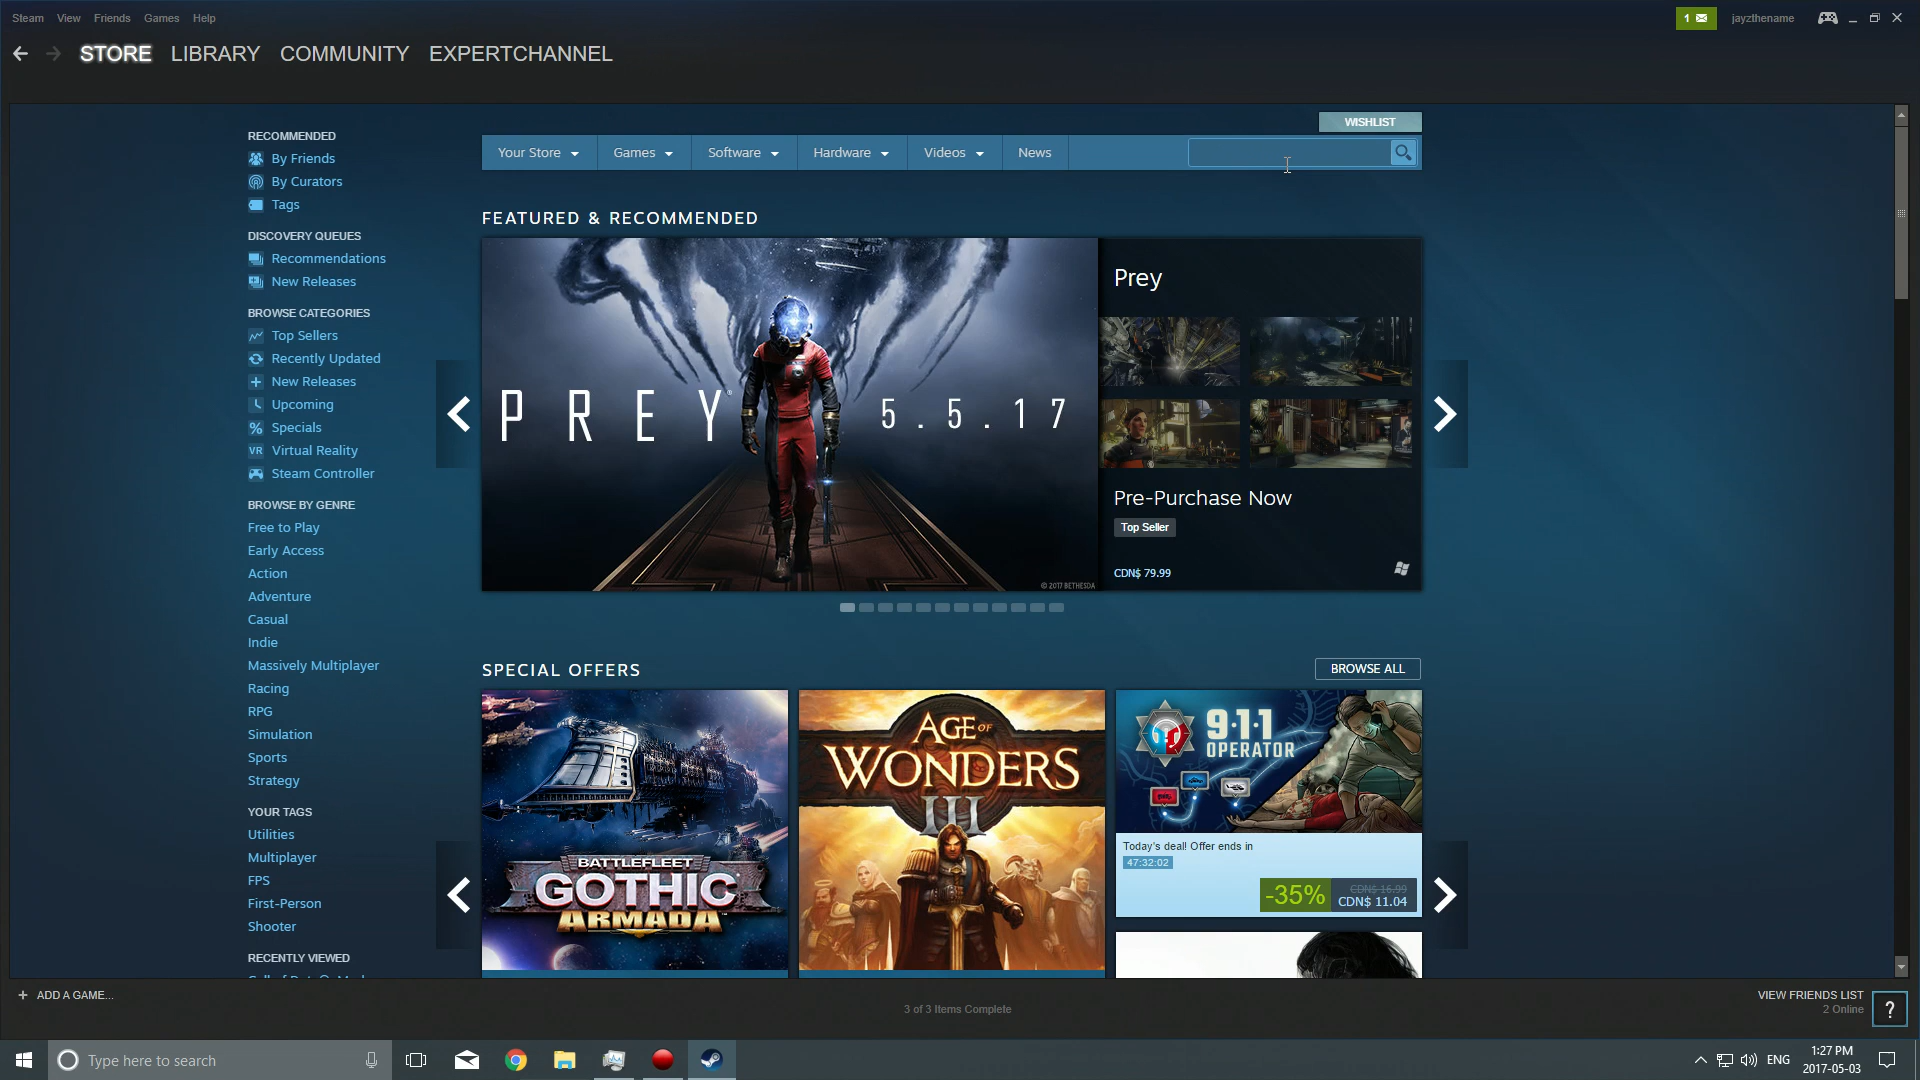 Steam View Friends Games Help
1
jayzthename
STORE LIBRARY COMMUNITY EXPERTCHANNEL
WISHLIST
Your Store Games Software Hardware Videos News
RECOMMENDED
By Friends
By Curators
Tags
DISCOVERY QUEUES
Recommendations
New Releases
BROWSE CATEGORIES
Top Sellers
Recently Updated
New Releases
Upcoming
% Specials
VR Virtual Reality
Steam Controller
BROWSE BY GENRE
Free to Play
Early Access
Action
Adventure
Casual
Indie
Massively Multiplayer
Racing
RPG
Simulation
Sports
Strategy
YOUR TAGS
Utilities
Multiplayer
FPS
First-Person
Shooter
RECENTLY VIEWED
FEATURED & RECOMMENDED
PREY® 5.5.17
© 2017 BETHESDA
Prey
Pre-Purchase Now
Top Seller
CDN$ 79.99
SPECIAL OFFERS
BROWSE ALL
BATTLEFLEET
GOTHIC
ARMADA™
AGE OF
WONDERS
III
9·1·1
OPERATOR
Today's deal! Offer ends in
47:32:02
-35%
CDN$ 16.99
CDN$ 11.04
+ ADD A GAME...
3 of 3 Items Complete
VIEW FRIENDS LIST
2 Online
?
Type here to search
ENG
1:27 PM
2017-05-03